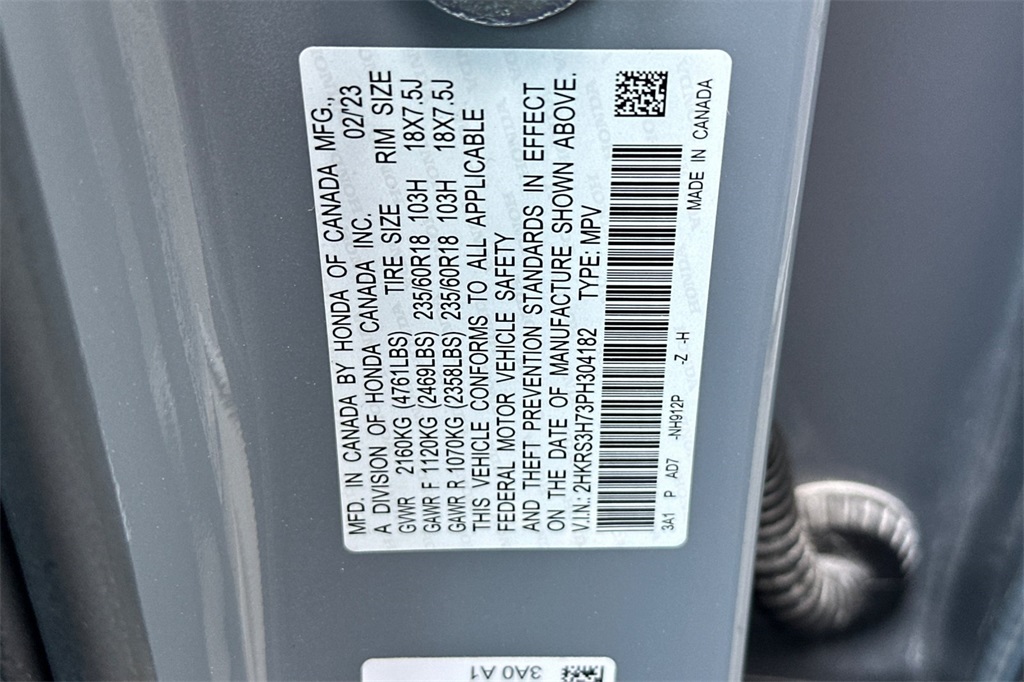 MFD. IN CANADA BY HONDA OF CANADA MFG.,
A DIVISION OF HONDA CANADA INC. 02/'23
GVWR 2160KG (4761LBS) TIRE SIZE RIM SIZE
GAWR F 1120KG (2469LBS) 235/60R18 103H 18X7.5J
GAWR R 1070KG (2358LBS) 235/60R18 103H 18X7.5J
THIS VEHICLE CONFORMS TO ALL APPLICABLE
FEDERAL MOTOR VEHICLE SAFETY
AND THEFT PREVENTION STANDARDS IN EFFECT
ON THE DATE OF MANUFACTURE SHOWN ABOVE.
V.I.N.: 2HKRS3H73PH304182 TYPE: MPV
3A1 P AD7 -NH912P -Z -H MADE IN CANADA
3A0 A1